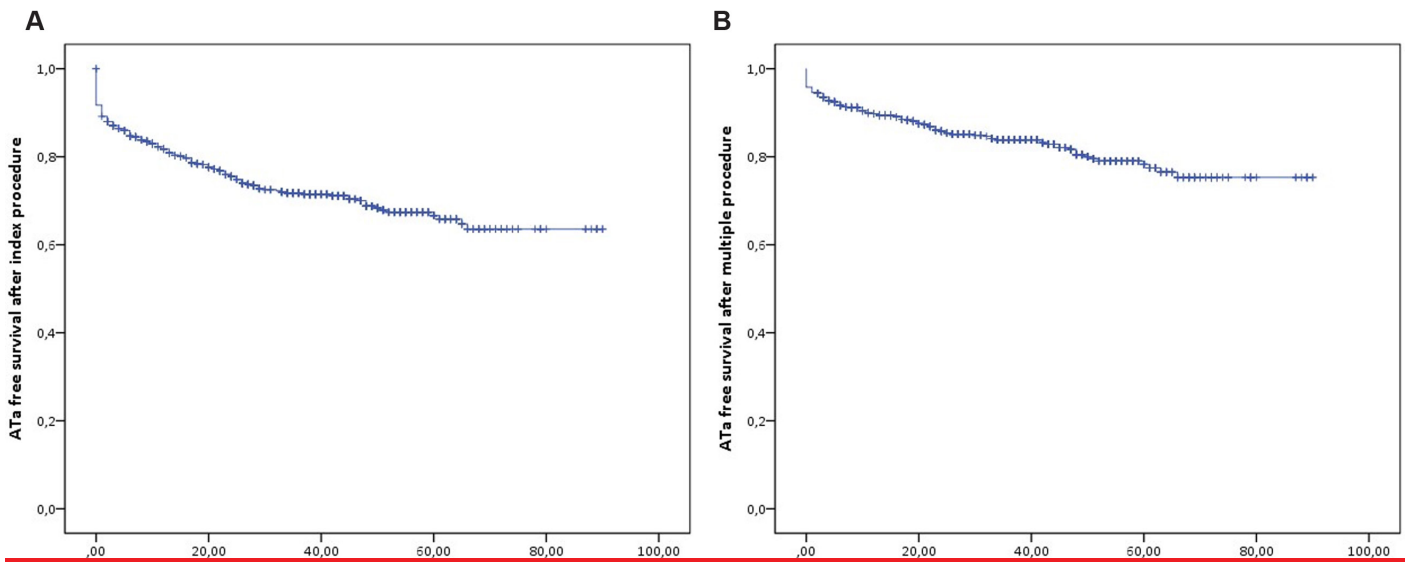 A
ATa free survival after index procedure
1,0
0,8
0,6
0,4
0,2
0,0
,00 20,00 40,00 60,00 80,00 100,00
B
ATa free survival after multiple procedure
1,0
0,8
0,6
0,4
0,2
0,0
,00 20,00 40,00 60,00 80,00 100,00